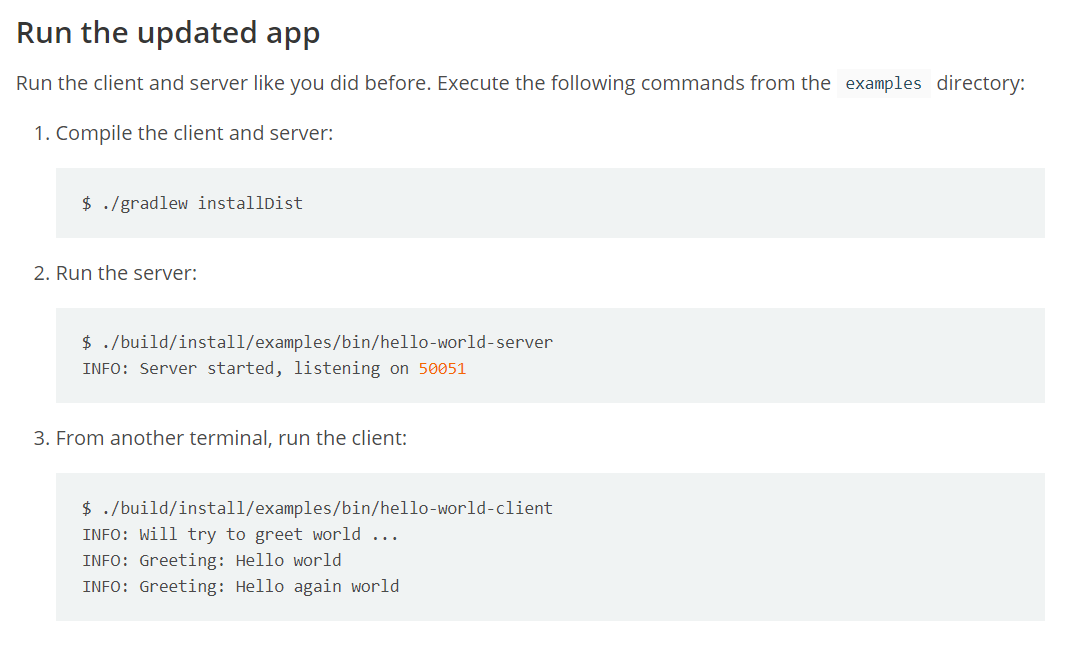 Run the updated app
Run the client and server like you did before. Execute the following commands from the examples directory:
1. Compile the client and server:
$ ./gradlew installDist
2. Run the server:
$ ./build/install/examples/bin/hello-world-server
INFO: Server started, listening on 50051
3. From another terminal, run the client:
$ ./build/install/examples/bin/hello-world-client
INFO: Will try to greet world ...
INFO: Greeting: Hello world
INFO: Greeting: Hello again world